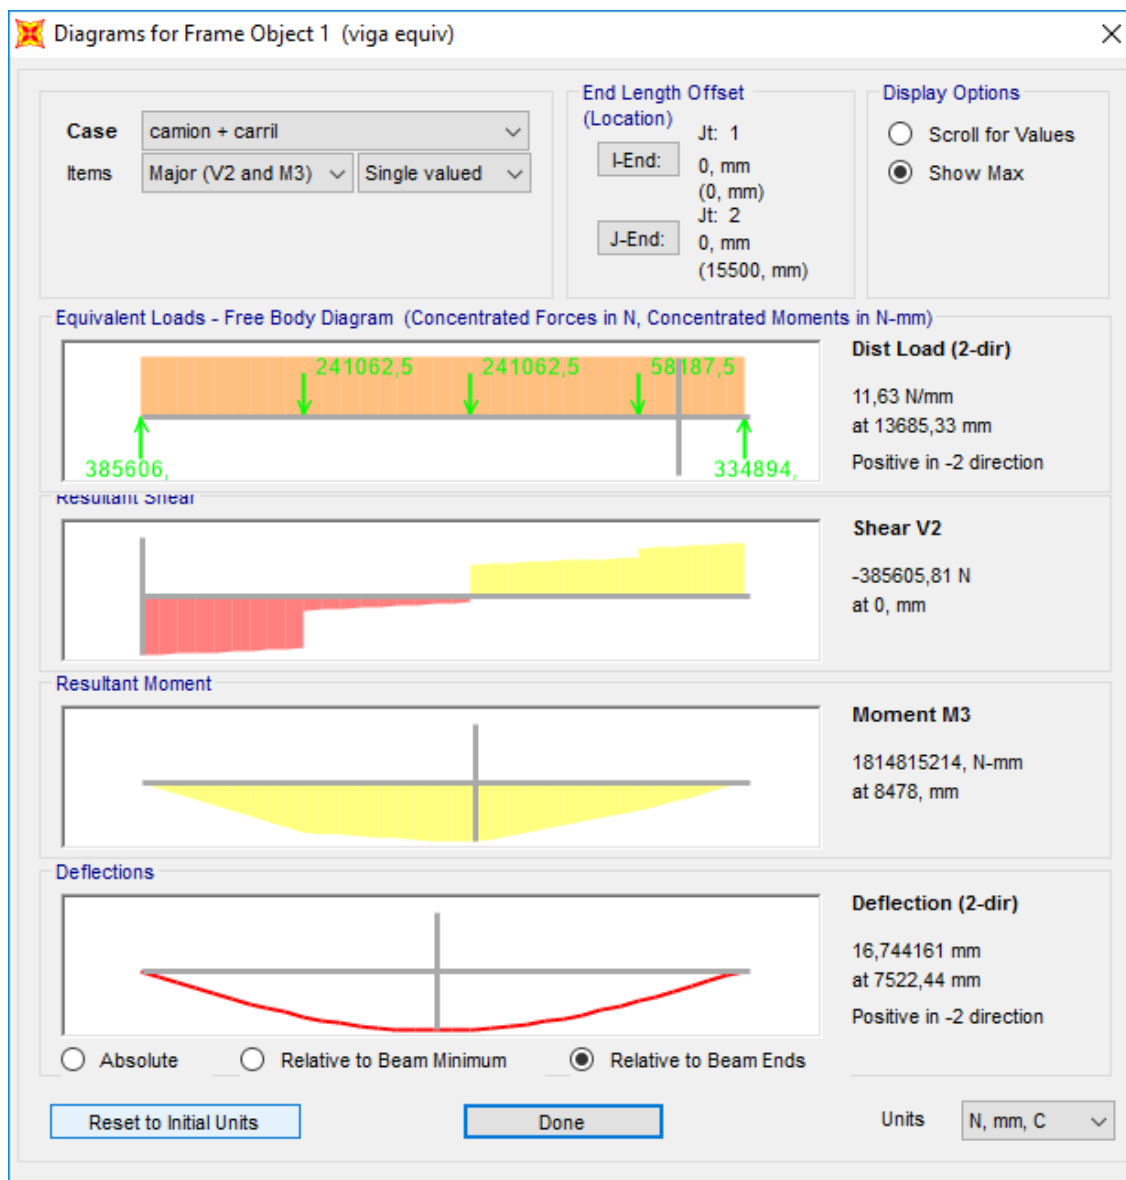 Diagrams for Frame Object 1 (viga equiv)
End Length Offset
(Location)
Display Options
Case camion + carril
Items Major (V2 and M3) Single valued
Jt: 1
I-End: 0, mm
(0, mm)
Jt: 2
J-End: 0, mm
(15500, mm)
Scroll for Values
Show Max
Equivalent Loads - Free Body Diagram (Concentrated Forces in N, Concentrated Moments in N-mm)
241062,5 241062,5 58187,5
385606, 334894,
Dist Load (2-dir)
11,63 N/mm
at 13685,33 mm
Positive in -2 direction
Resultant Shear
Shear V2
-385605,81 N
at 0, mm
Resultant Moment
Moment M3
1814815214, N-mm
at 8478, mm
Deflections
Deflection (2-dir)
16,744161 mm
at 7522,44 mm
Positive in -2 direction
Absolute Relative to Beam Minimum Relative to Beam Ends
Reset to Initial Units Done Units N, mm, C